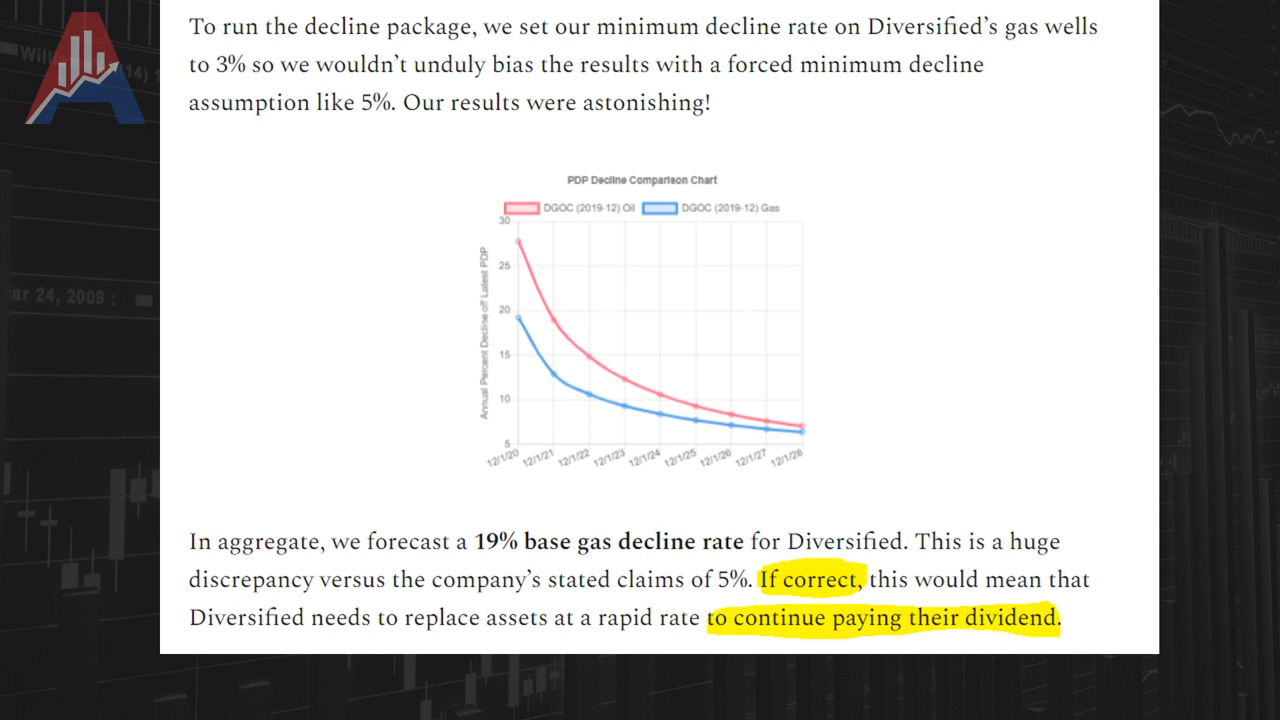 To run the decline package, we set our minimum decline rate on Diversified's gas wells
to 3% so we wouldn't unduly bias the results with a forced minimum decline
assumption like 5%. Our results were astonishing!
PDP Decline Comparison Chart
DGOC (2019-12) Oil
DGOC (2019-12) Gas
Annual Percent Decline off Latest PDP
30
25
20
15
10
5
12/1/20
12/1/21
12/1/22
12/1/23
12/1/24
12/1/25
12/1/26
12/1/27
12/1/28
In aggregate, we forecast a 19% base gas decline rate for Diversified. This is a huge
discrepancy versus the company's stated claims of 5%. If correct, this would mean that
Diversified needs to replace assets at a rapid rate to continue paying their dividend.
ar 24, 2009 :